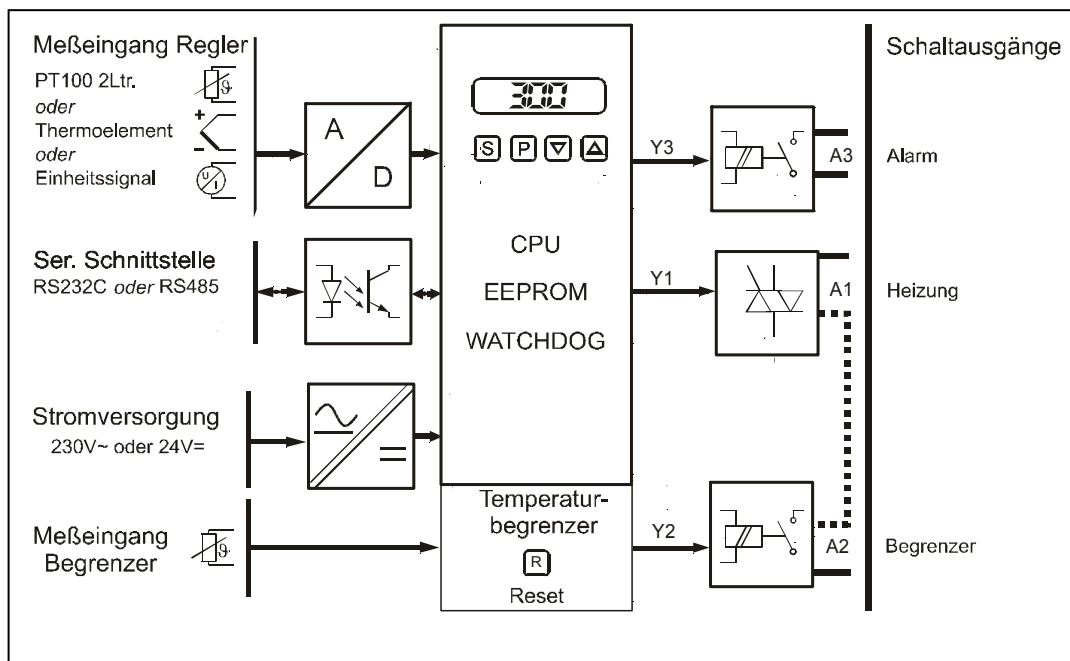 Meßeingang Regler
PT100 2Ltr.
oder
Thermoelement
oder
Einheitssignal
+
−
ϑ
U
I
A
D
300
S P
CPU
EEPROM
WATCHDOG
Ser. Schnittstelle
RS232C oder RS485
Stromversorgung
230V~ oder 24V=
Meßeingang
Begrenzer
ϑ
Temperatur-
begrenzer
R
Reset
Schaltausgänge
Y3
A3
Alarm
Y1
A1
Heizung
Y2
A2
Begrenzer